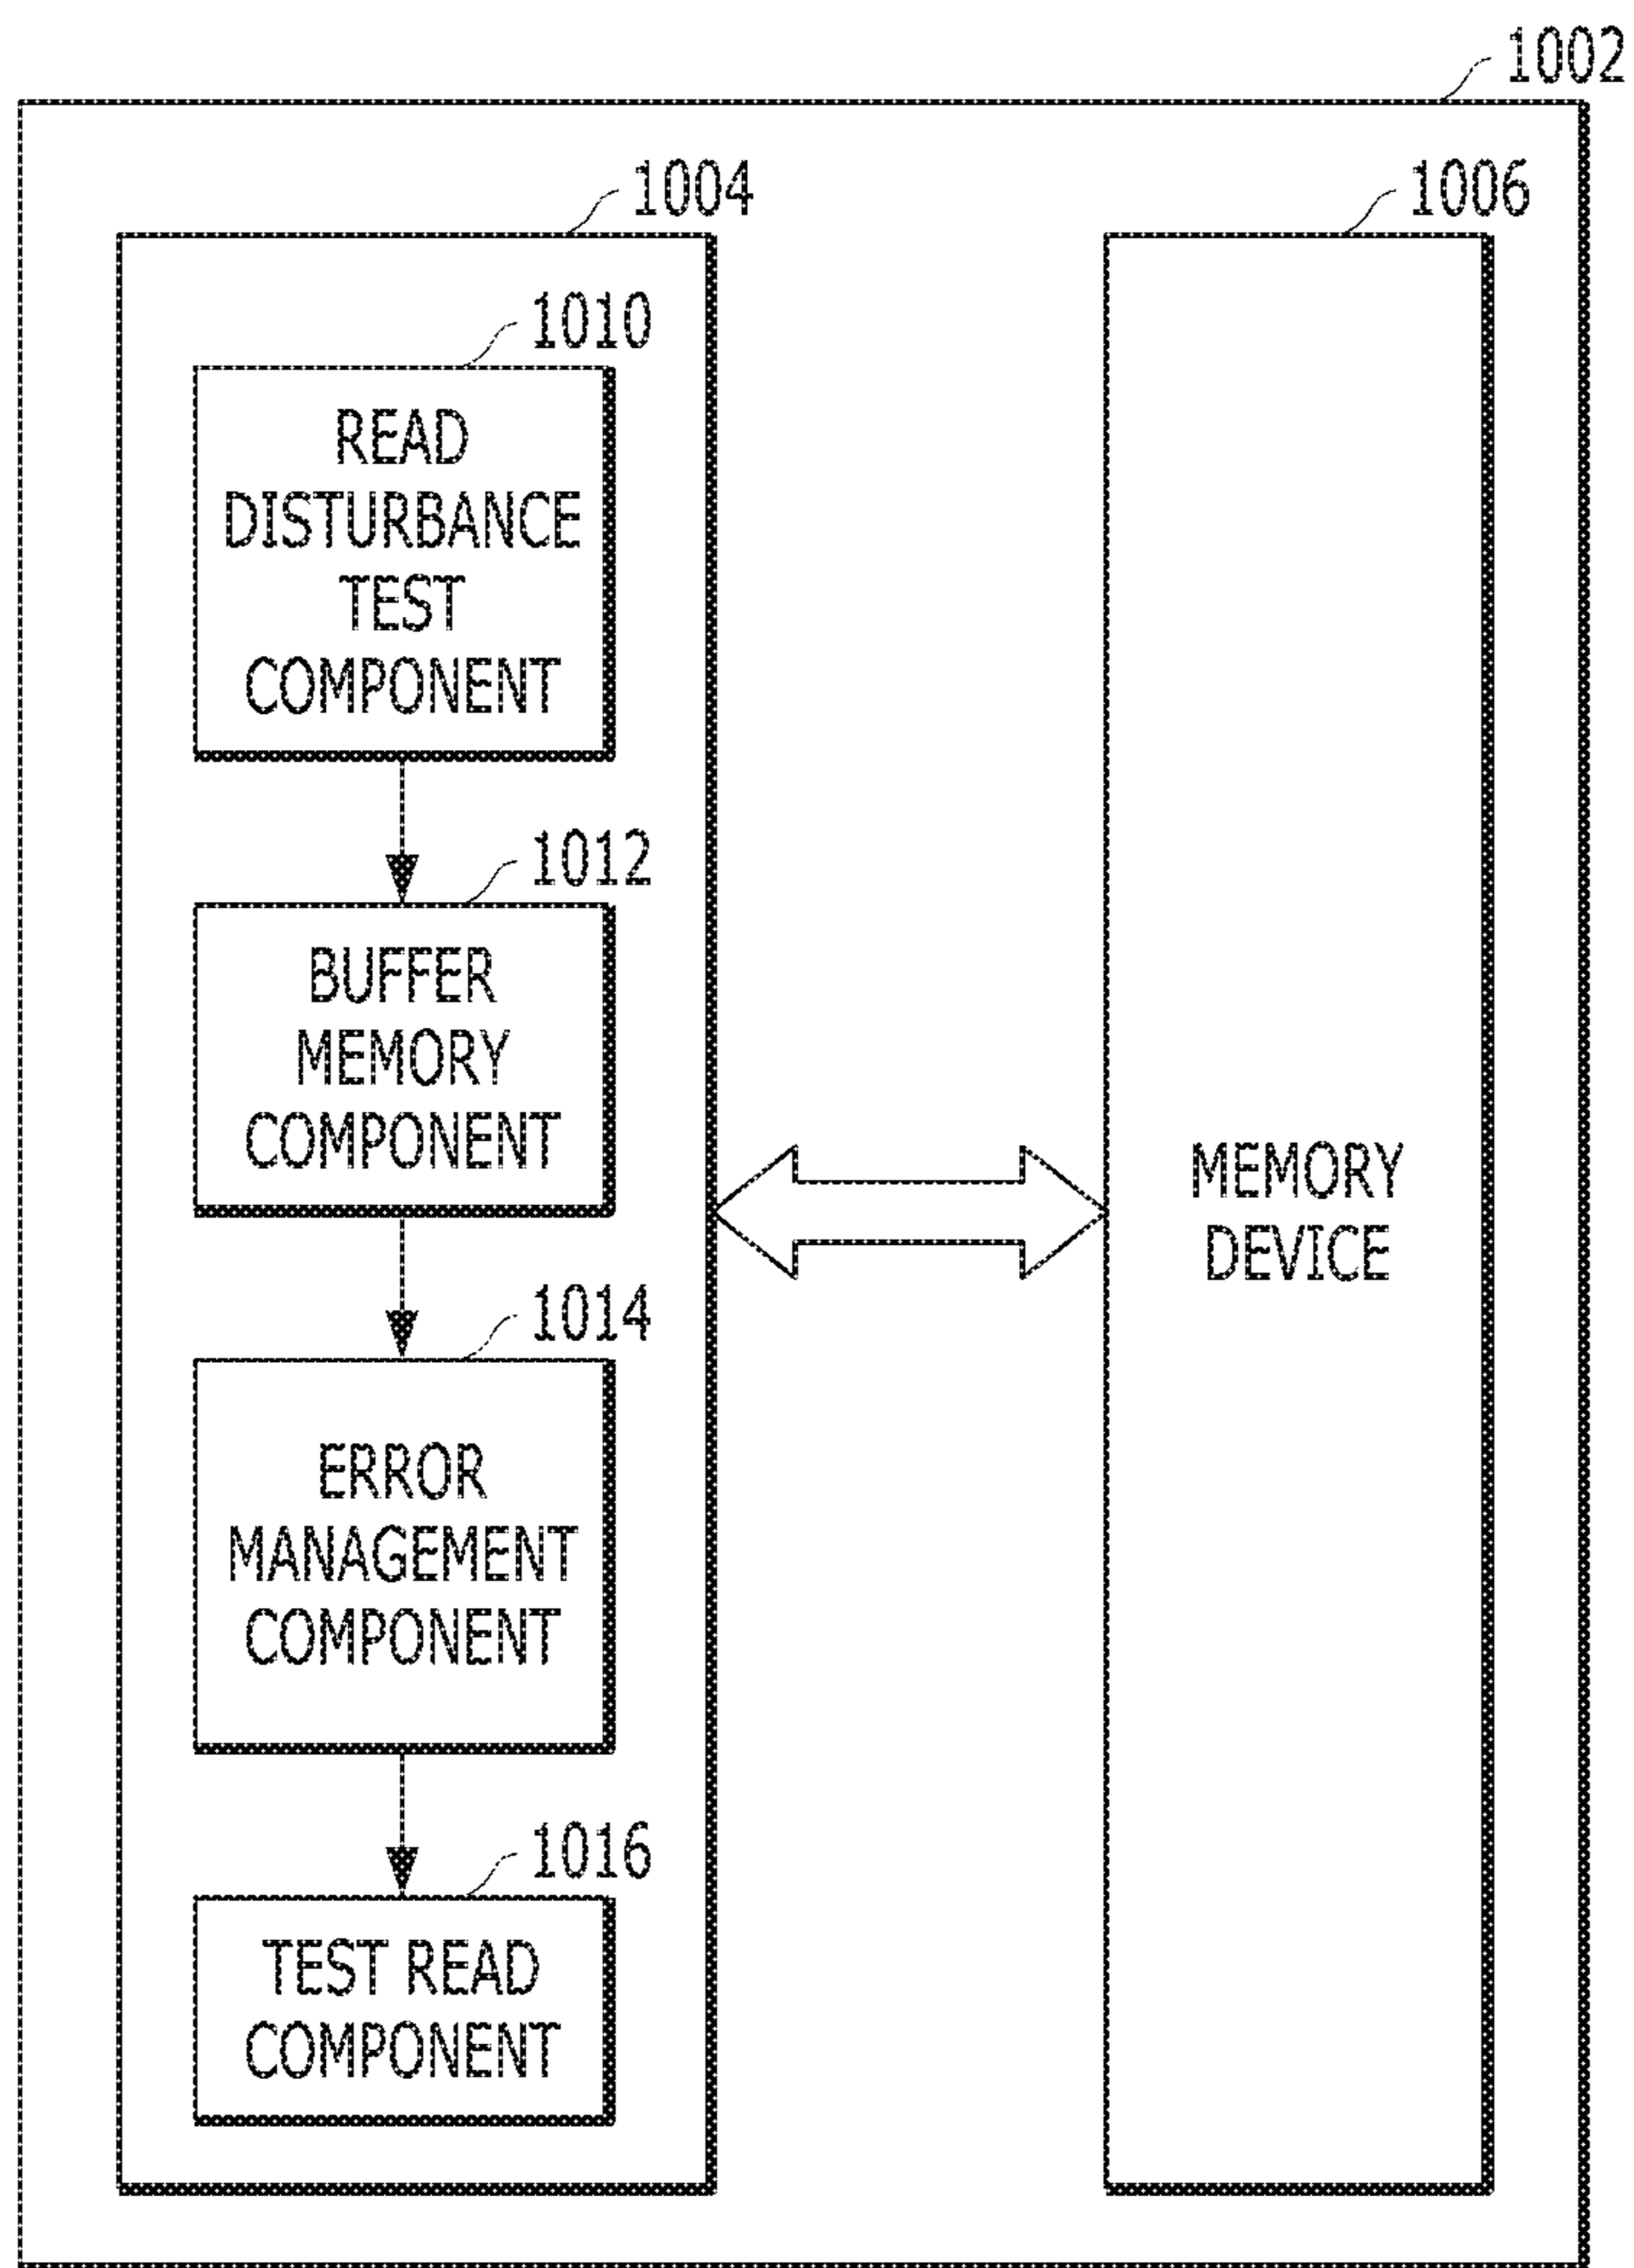 1002
1004
1006
1010
READ
DISTURBANCE
TEST
COMPONENT
1012
BUFFER
MEMORY
COMPONENT
MEMORY
DEVICE
1014
ERROR
MANAGEMENT
COMPONENT
1016
TEST READ
COMPONENT